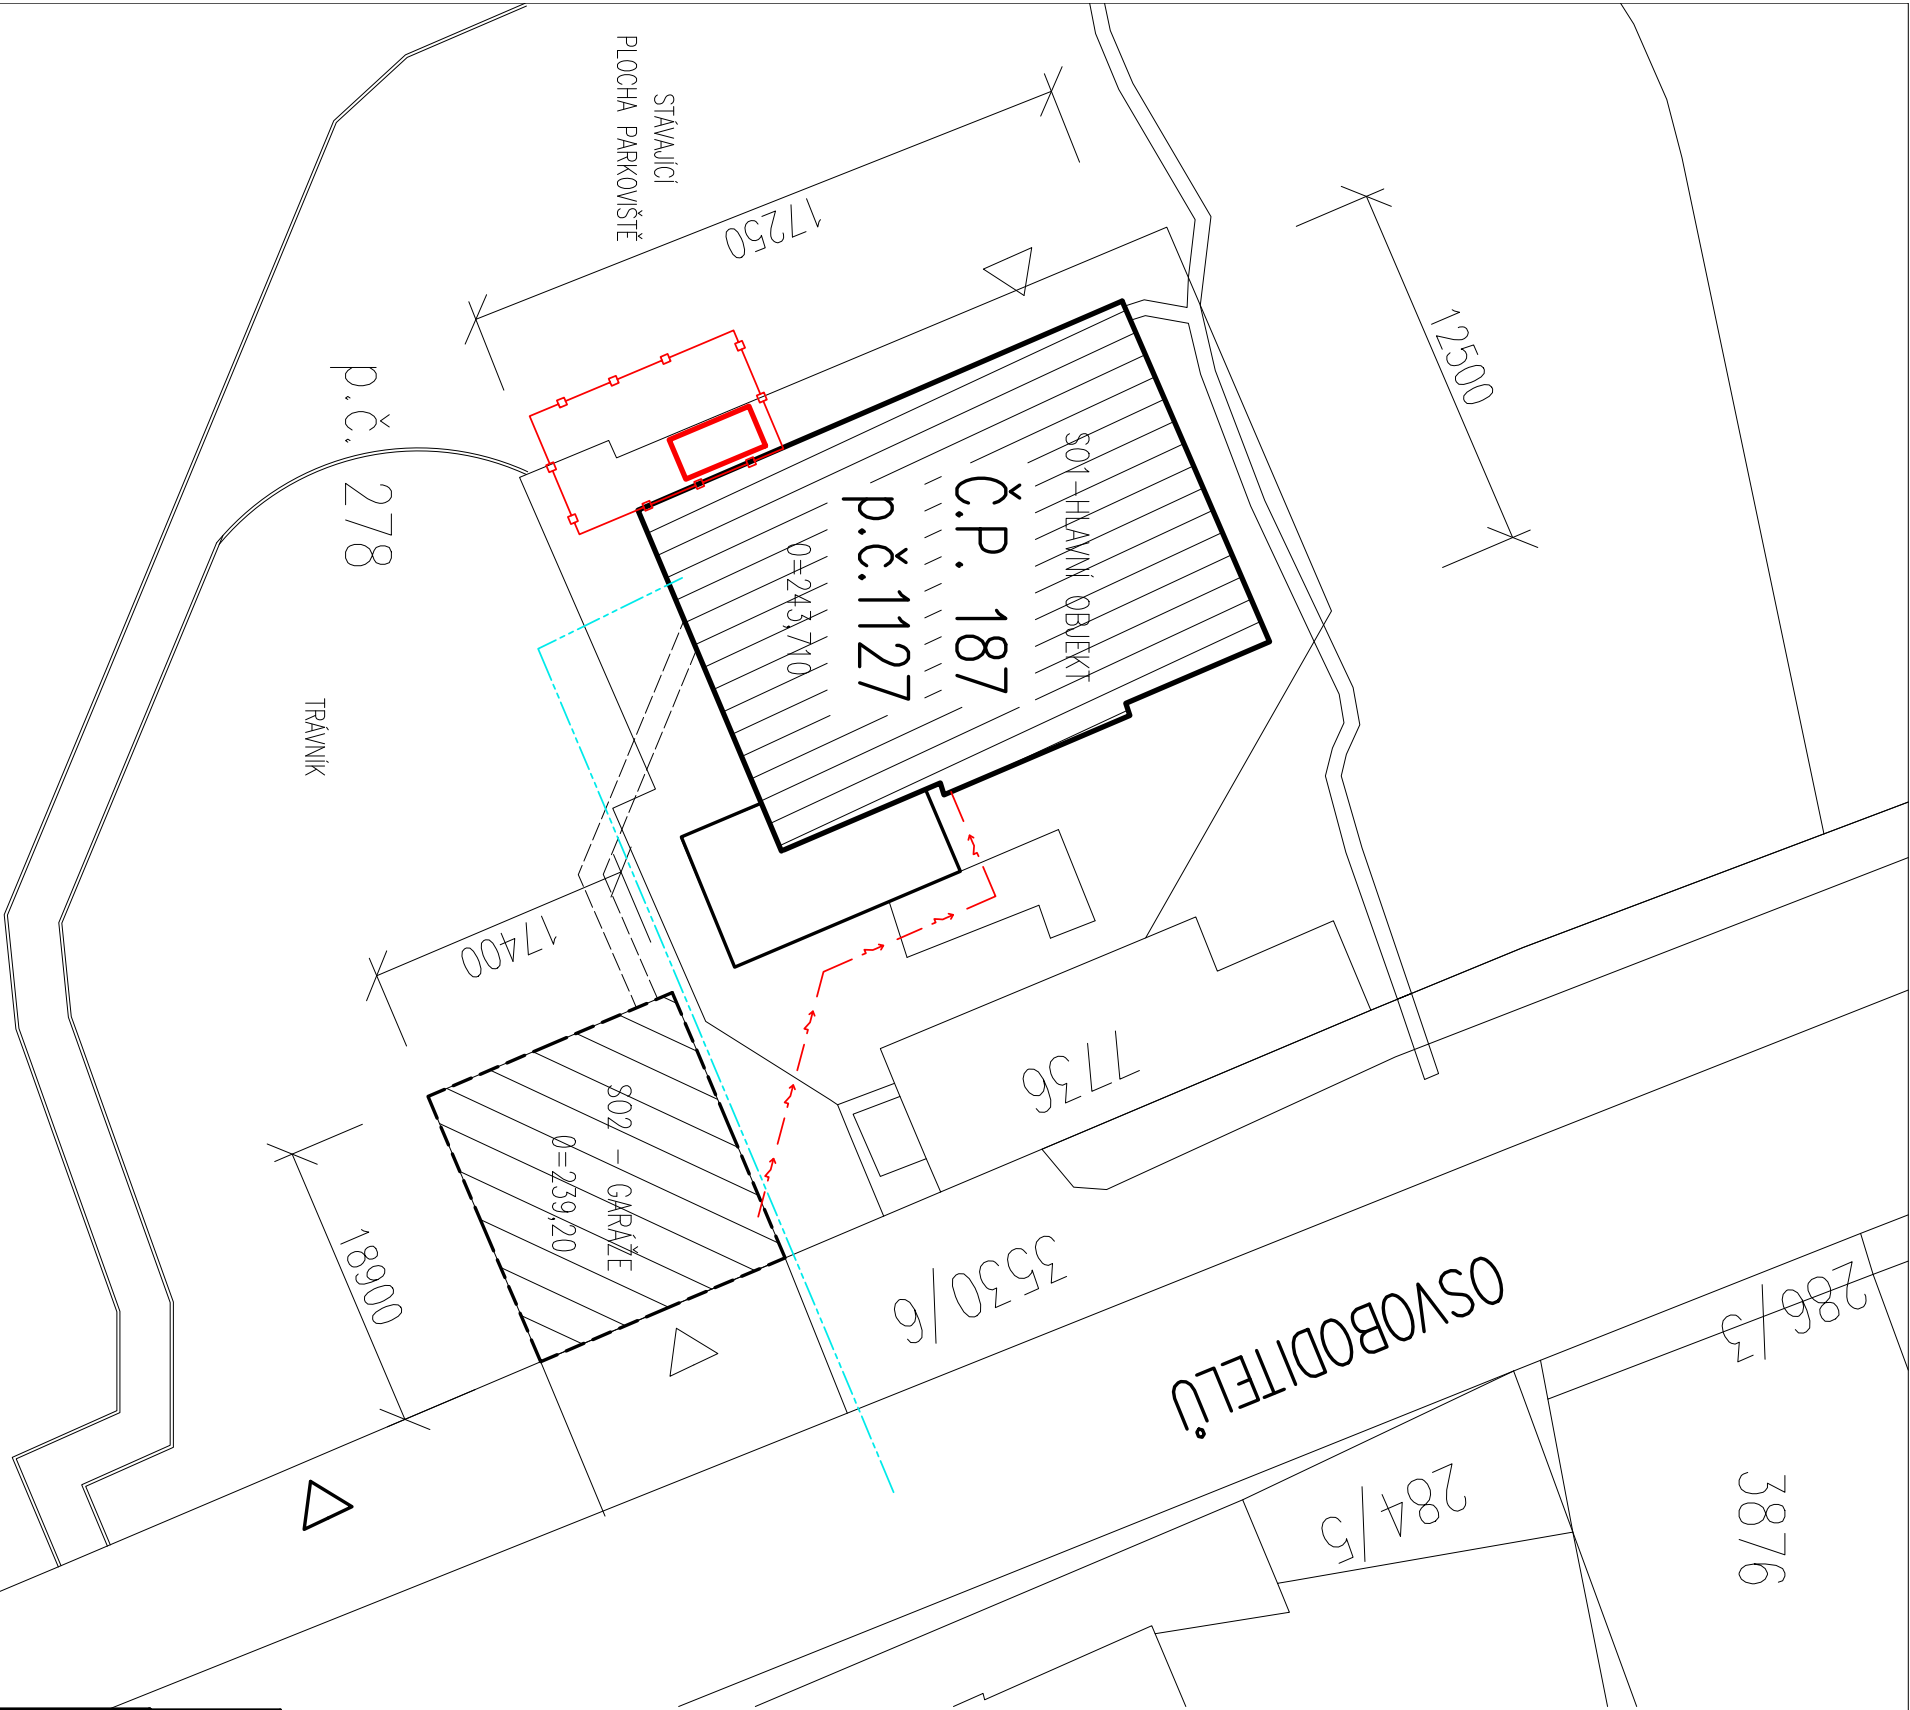 STÁVAJÍCÍ
PLOCHA PARKOVIŠTĚ
17250
12500
p.č. 278
SO1-HLAVNÍ OBJEKT
Č.P. 187
p.č.1127
0=243,710
TRÁVNÍK
17400
7736
SO2 - GARÁŽE
0=239,20
18900
3530/6
OSVOBODITELŮ
286/3
284/5
3876